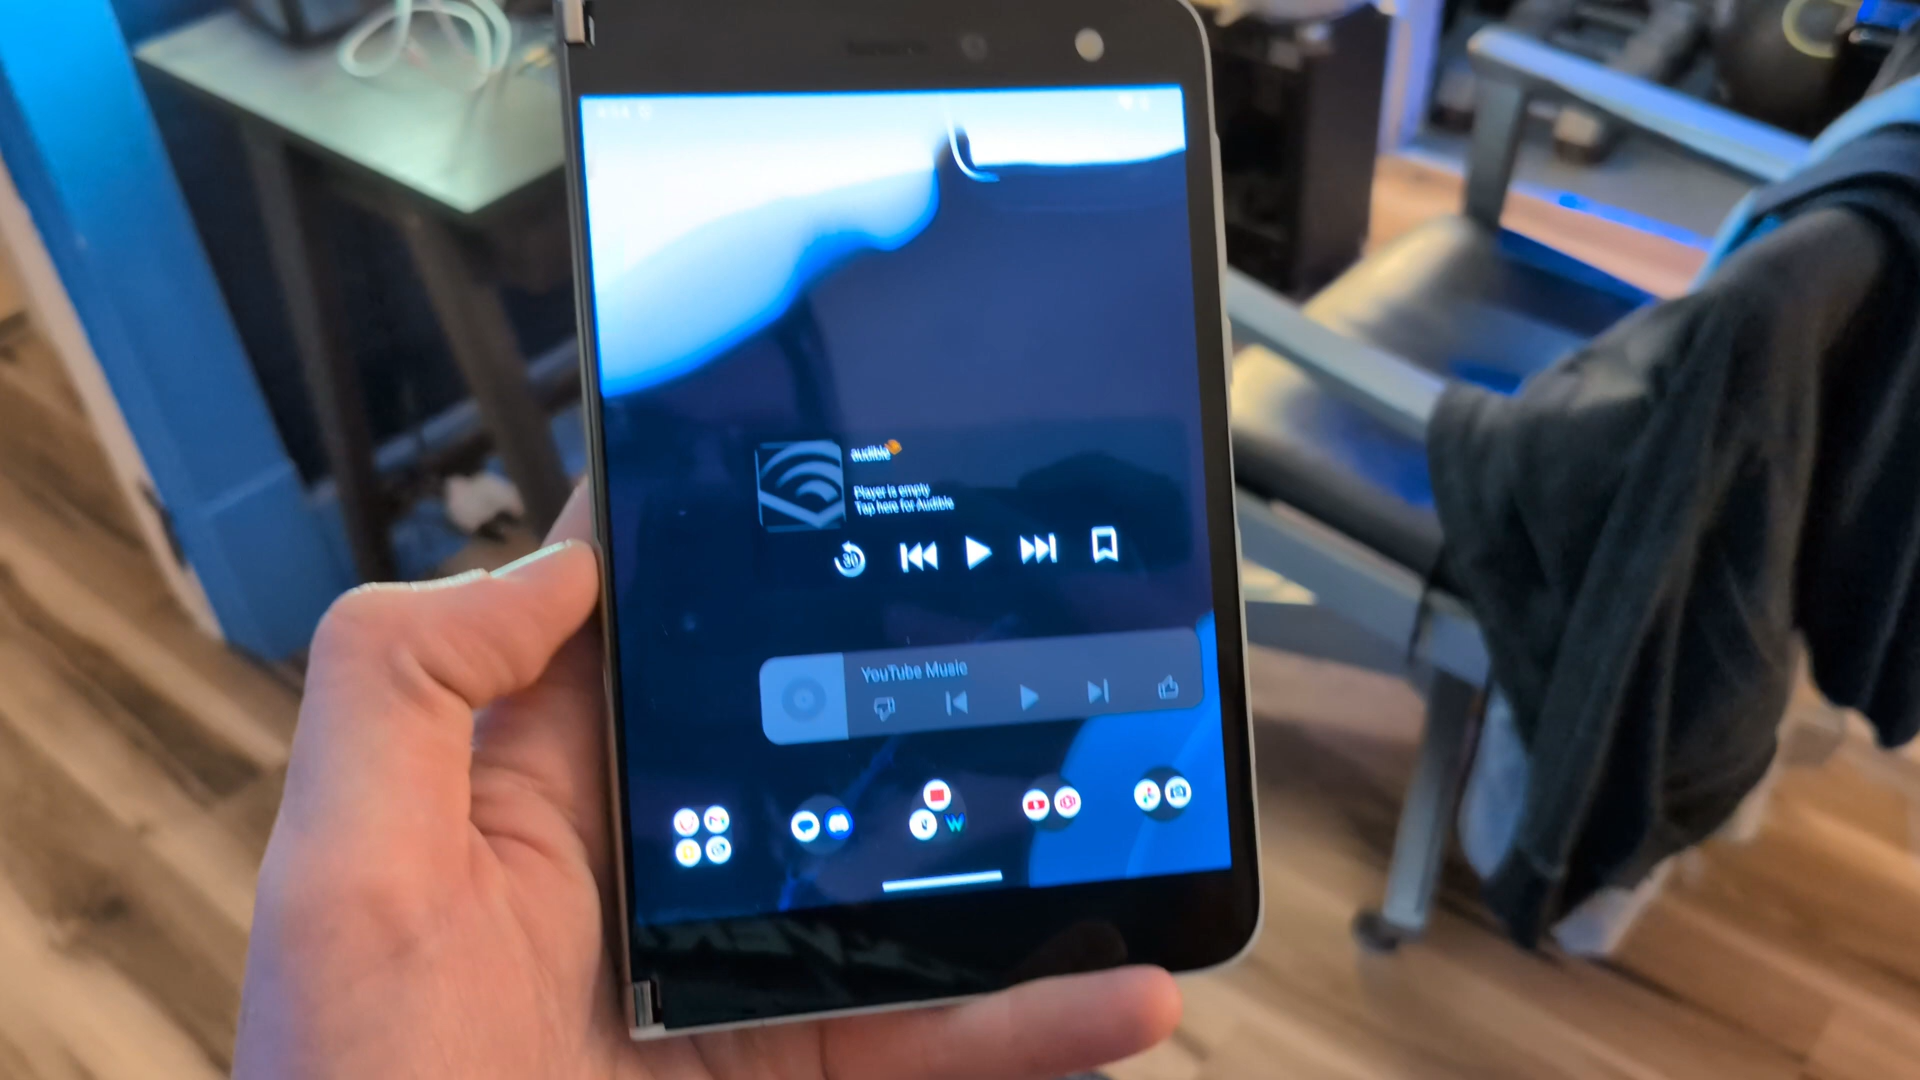 audible
Player is empty
Tap here for Audible
30
YouTube Music
W